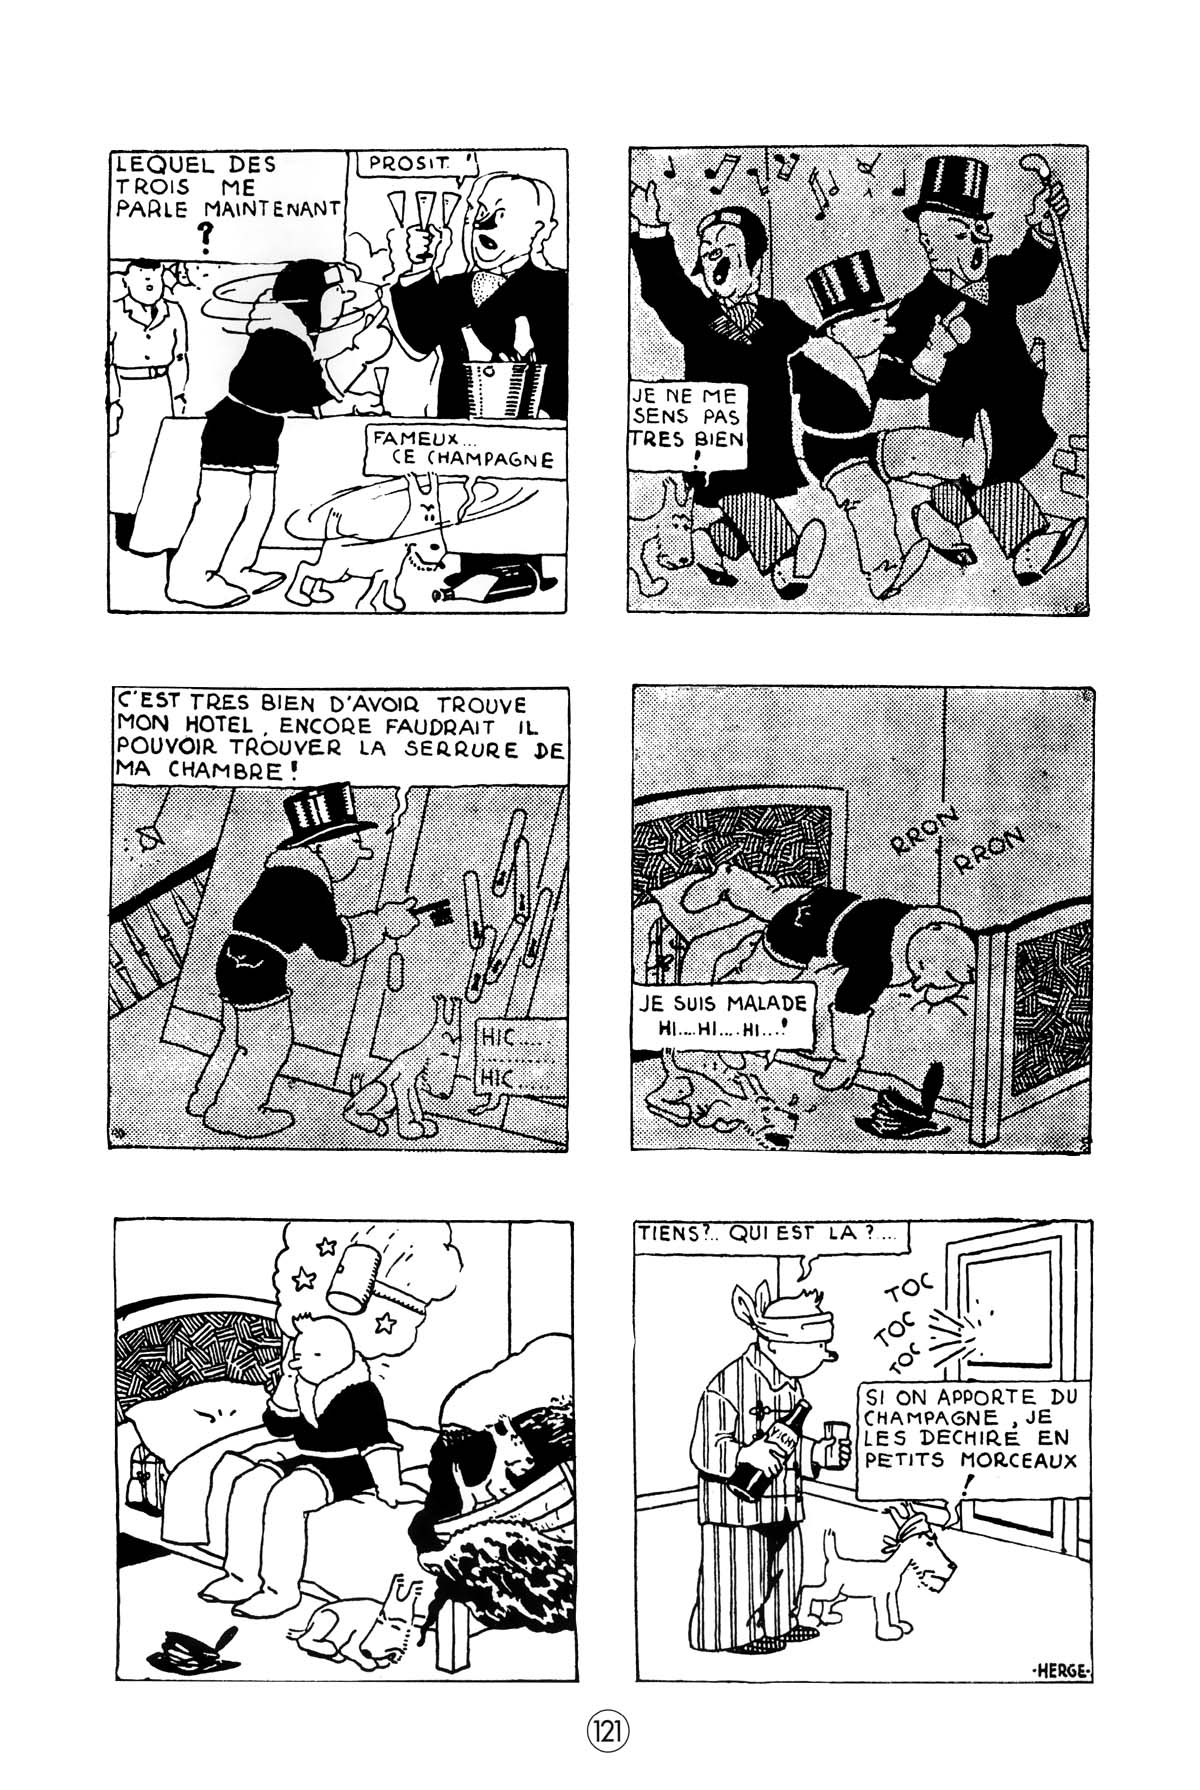 LEQUEL DES
TROIS ME
PARLE MAINTENANT
?
PROSIT !
FAMEUX...
CE CHAMPAGNE
JE NE ME
SENS PAS
TRES BIEN
!
C'EST TRES BIEN D'AVOIR TROUVE
MON HOTEL, ENCORE FAUDRAIT IL
POUVOIR TROUVER LA SERRURE DE
MA CHAMBRE!
HIC.....
..........
HIC.....
RRON
RRON
JE SUIS MALADE
HI....HI....HI....!
TIENS?.. QUI EST LA ?....
TOC
TOC
TOC
VICHY
SI ON APPORTE DU
CHAMPAGNE, JE
LES DECHIRE EN
PETITS MORCEAUX
!
·HERGE·
121